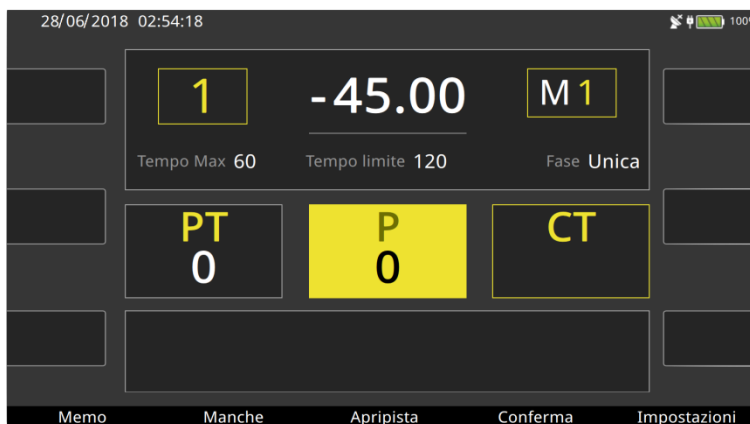 28/06/2018 02:54:18 100%
1 -45.00 M 1
Tempo Max 60 Tempo limite 120 Fase Unica
PT P CT
0 0
Memo Manche Apripista Conferma Impostazioni